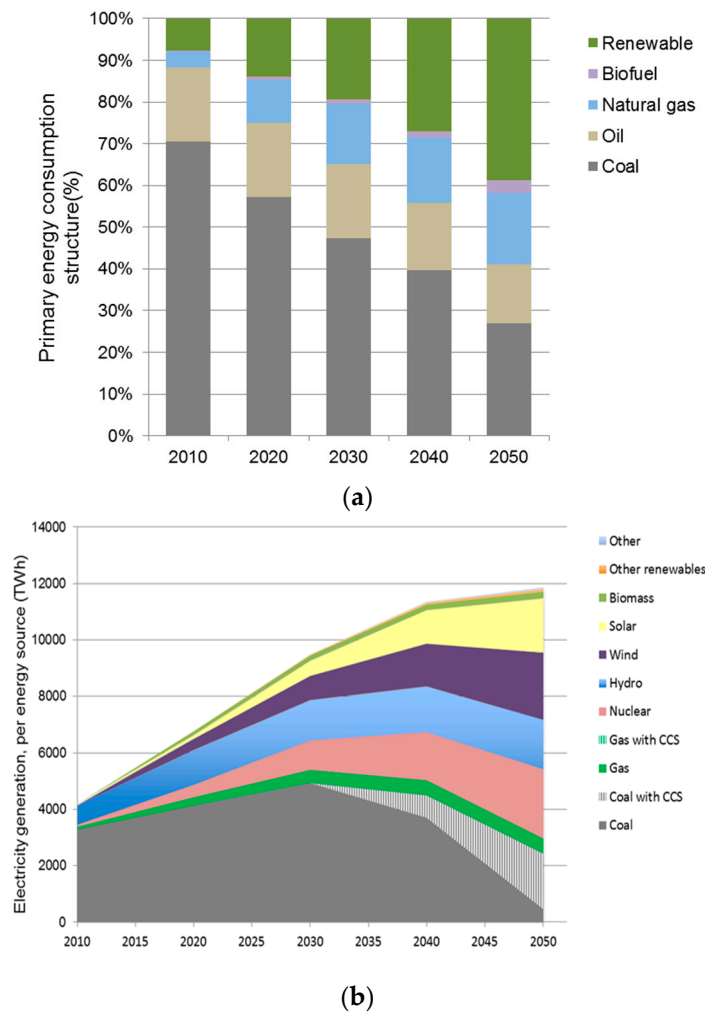 Primary energy consumption
structure(%)
100%
90%
80%
70%
60%
50%
40%
30%
20%
10%
0%
2010 2020 2030 2040 2050
Renewable
Biofuel
Natural gas
Oil
Coal
(a)
Electricity generation, per energy source (TWh)
14000
12000
10000
8000
6000
4000
2000
0
2010 2015 2020 2025 2030 2035 2040 2045 2050
Other
Other renewables
Biomass
Solar
Wind
Hydro
Nuclear
Gas with CCS
Gas
Coal with CCS
Coal
(b)